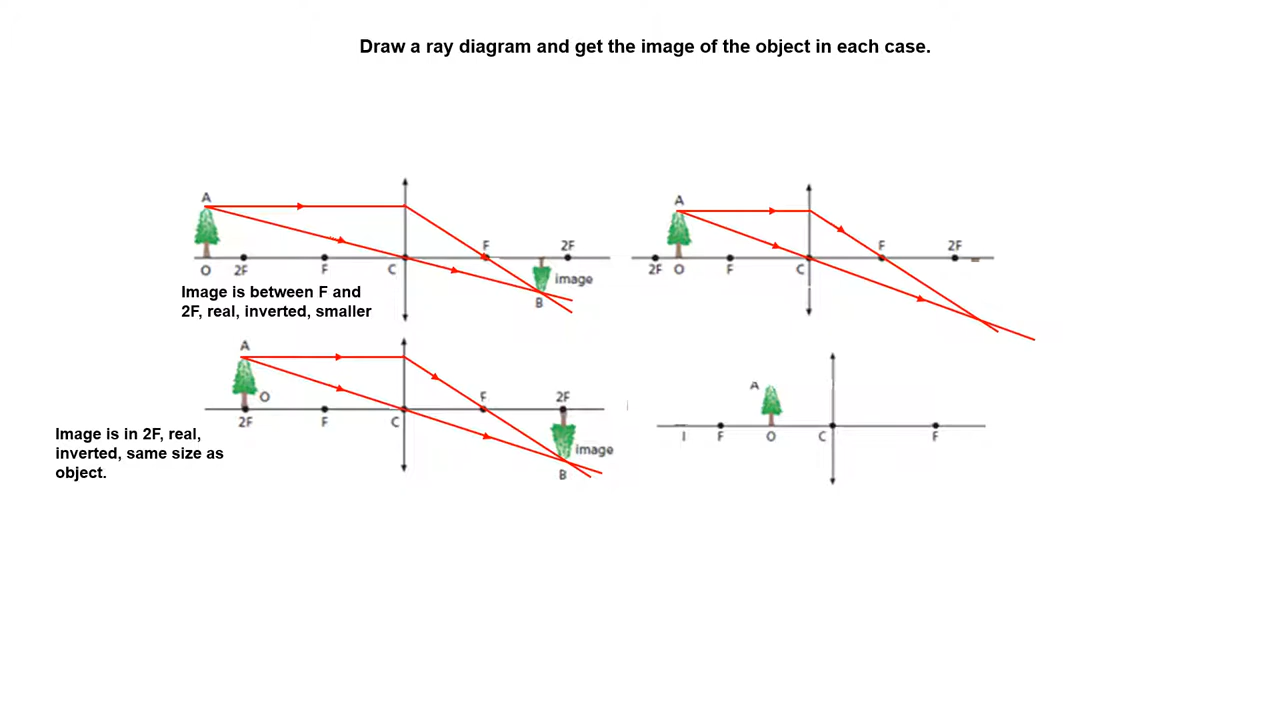 Draw a ray diagram and get the image of the object in each case.
A
F
2F
O
2F
F
C
image
B
Image is between F and
2F, real, inverted, smaller
A
F
2F
2F
O
F
C
A
O
F
2F
2F
F
C
image
B
Image is in 2F, real,
inverted, same size as
object.
A
I
F
O
C
F